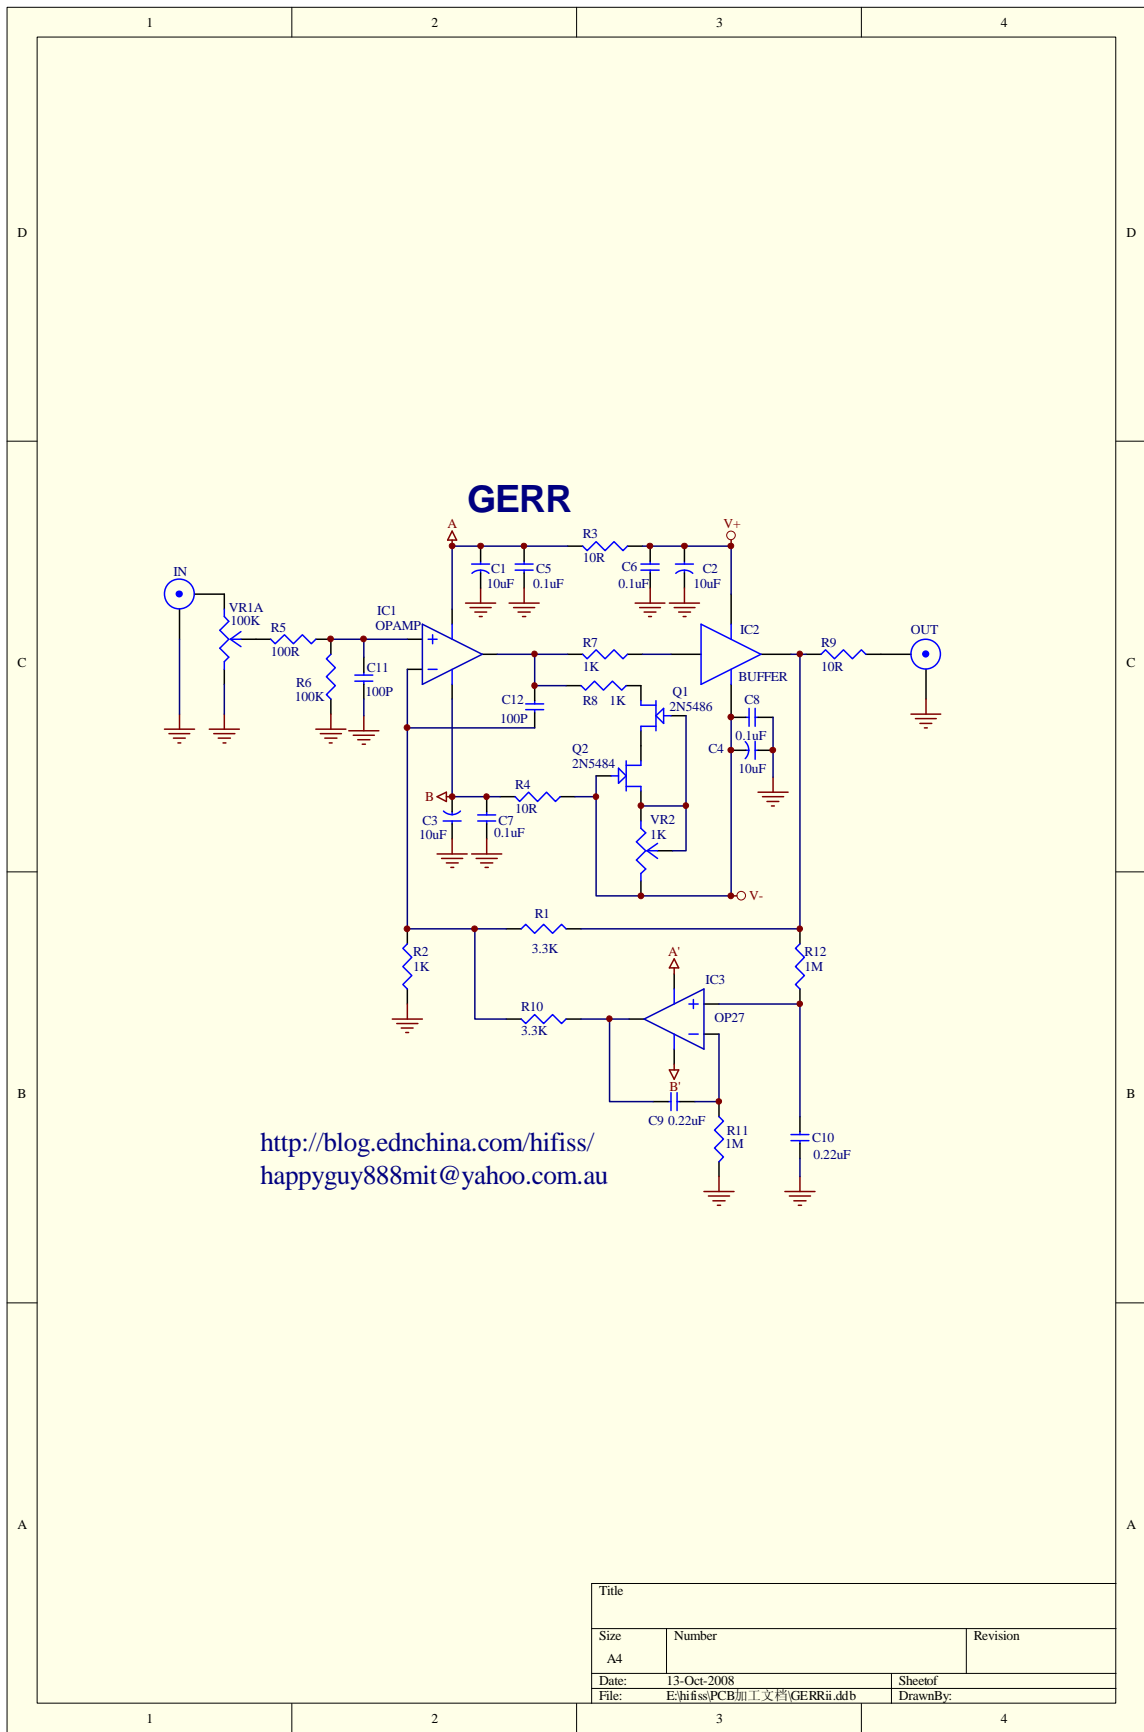 1 2 3 4
D D
GERR
A V+
R3
10R
C1
10uF
C5
0.1uF
C6
0.1uF
C2
10uF
IN
VR1A
100K
R5
100R
IC1
OPAMP
R7
1K
IC2
BUFFER
R9
10R
OUT
C C
R6
100K
C11
100P
C12
100P
R8 1K
Q1
2N5486
C8
0.1uF
C4
10uF
Q2
2N5484
B
R4
10R
C3
10uF
C7
0.1uF
VR2
1K
V-
R1
3.3K
R2
1K
A'
R12
1M
IC3
OP27
R10
3.3K
B'
C9 0.22uF
R11
1M
C10
0.22uF
B B
http://blog.ednchina.com/hifiss/
happyguy888mit@yahoo.com.au
A A
Title
Size Number Revision
A4
Date: 13-Oct-2008 Sheetof
File: E:\hifiss\PCB加工文档\GERRii.ddb DrawnBy:
1 2 3 4